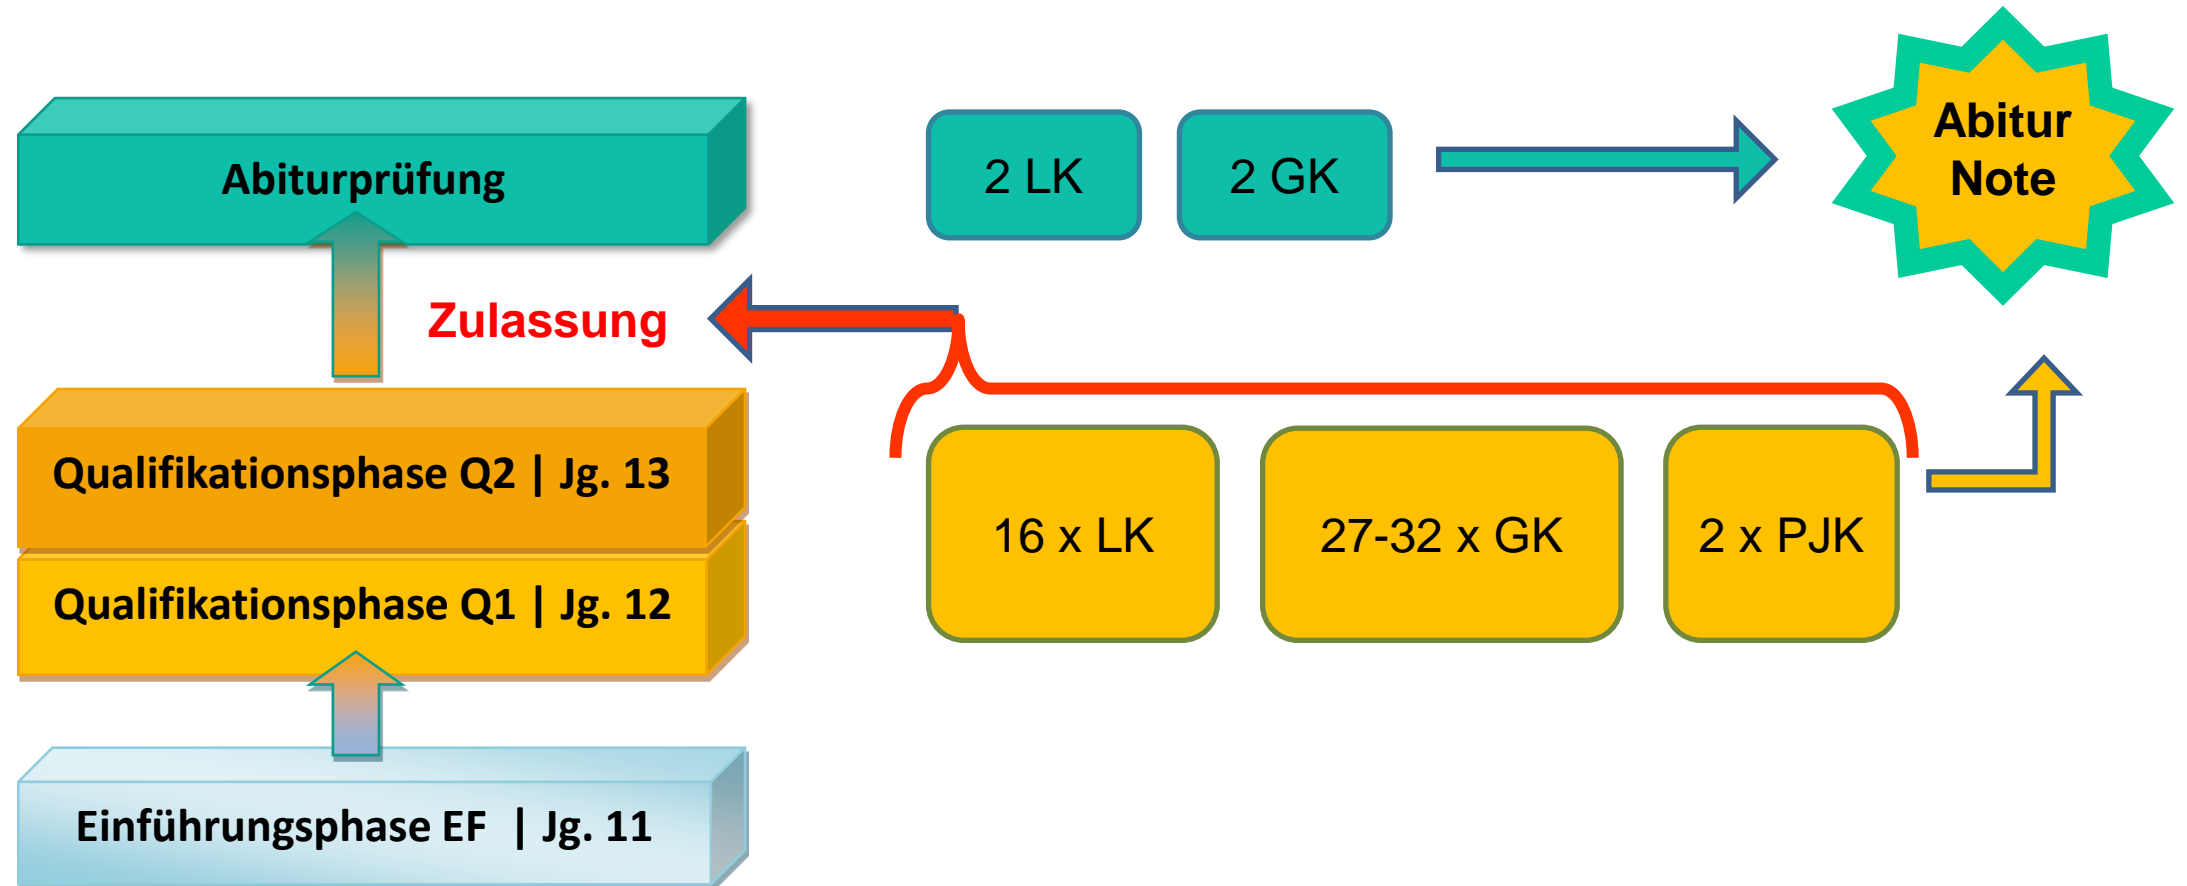 Abiturprüfung
2 LK
2 GK
Abitur
Note
Zulassung
Qualifikationsphase Q2 | Jg. 13
16 x LK
27-32 x GK
2 x PJK
Qualifikationsphase Q1 | Jg. 12
Einführungsphase EF | Jg. 11